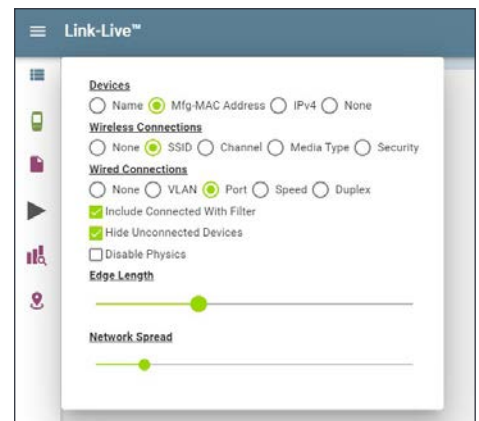 Link-Live™
Devices
Name Mfg-MAC Address IPv4 None
Wireless Connections
None SSID Channel Media Type Security
Wired Connections
None VLAN Port Speed Duplex
Include Connected With Filter
Hide Unconnected Devices
Disable Physics
Edge Length
Network Spread